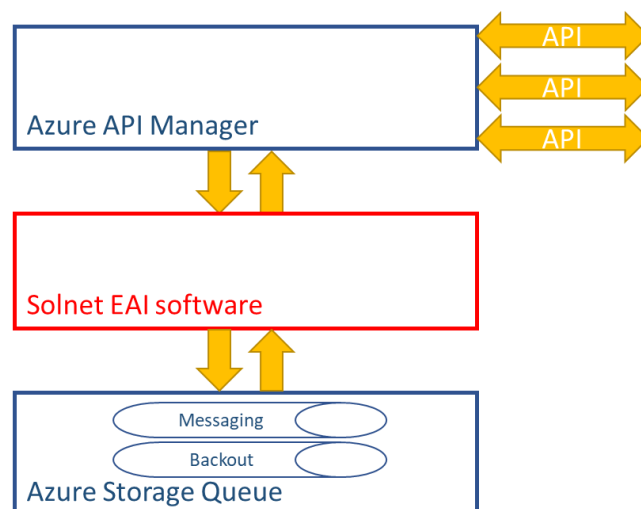 API
API
API
Azure API Manager
Solnet EAI software
Messaging
Backout
Azure Storage Queue